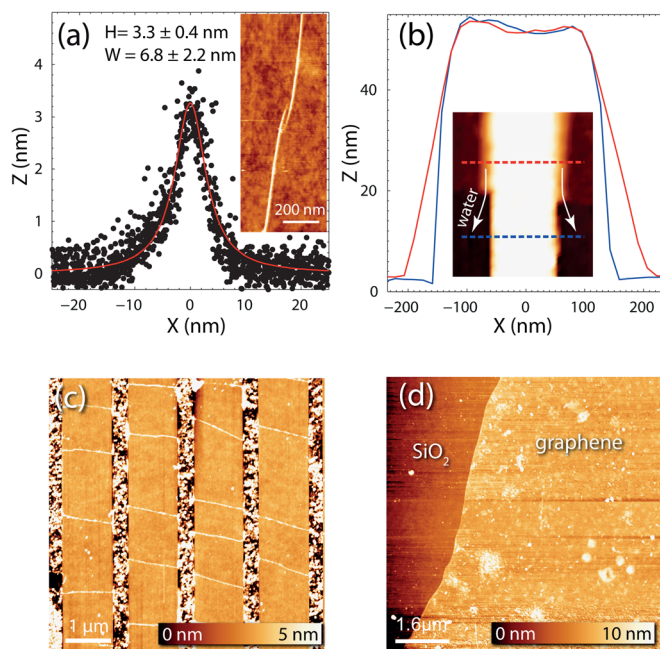 (a)
H= 3.3 ± 0.4 nm
W = 6.8 ± 2.2 nm
4
3
2
1
0
Z (nm)
200 nm
−20
−10
0
10
20
X (nm)
(b)
40
20
0
Z (nm)
water
−200
−100
0
100
200
X (nm)
(c)
1 μm
0 nm
5 nm
(d)
SiO2
graphene
1.6μm
0 nm
10 nm